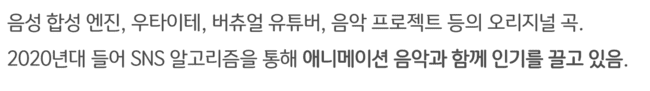 음성 합성 엔진, 우타이테, 버츄얼 유튜버, 음악 프로젝트 등의 오리지널 곡.
2020년대 들어 SNS 알고리즘을 통해 애니메이션 음악과 함께 인기를 끌고 있음.